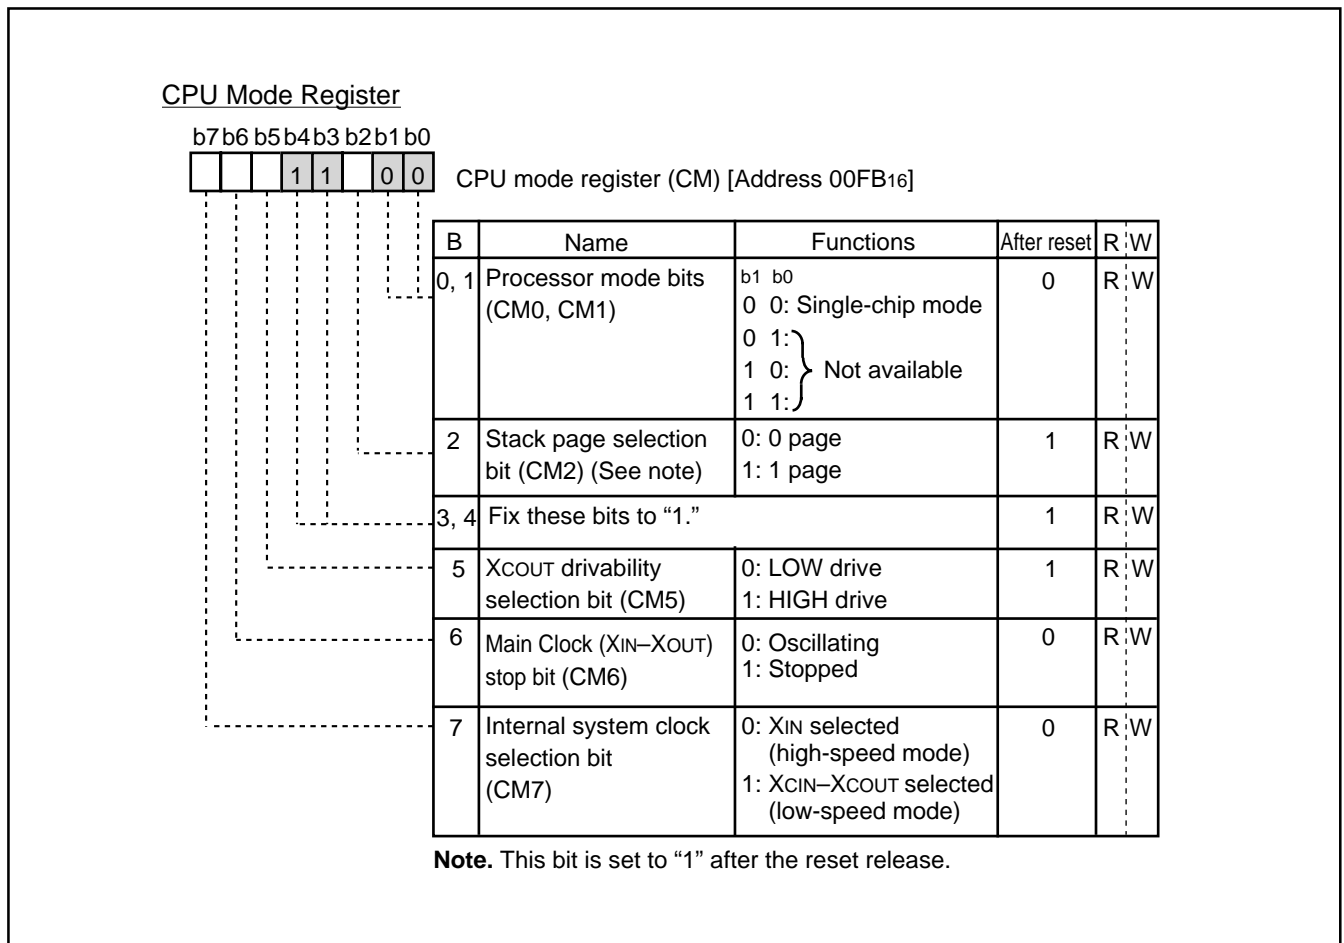 CPU Mode Register
b7 b6 b5 b4 b3 b2 b1 b0
1 1 0 0
CPU mode register (CM) [Address 00FB16]
B Name Functions After reset R W
0, 1 Processor mode bits (CM0, CM1)
b1 b0
0 0: Single-chip mode
0 1:
1 0: Not available
1 1:
0 R W
2 Stack page selection bit (CM2) (See note)
0: 0 page
1: 1 page
1 R W
3, 4 Fix these bits to “1.” 1 R W
5 XCOUT drivability selection bit (CM5)
0: LOW drive
1: HIGH drive
1 R W
6 Main Clock (XIN–XOUT) stop bit (CM6)
0: Oscillating
1: Stopped
0 R W
7 Internal system clock selection bit (CM7)
0: XIN selected (high-speed mode)
1: XCIN–XCOUT selected (low-speed mode)
0 R W
Note. This bit is set to “1” after the reset release.